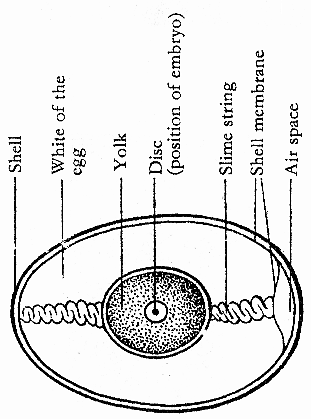 Shell
White of the
egg
Yolk
Disc
(position of embryo)
Slime string
Shell membrane
Air space